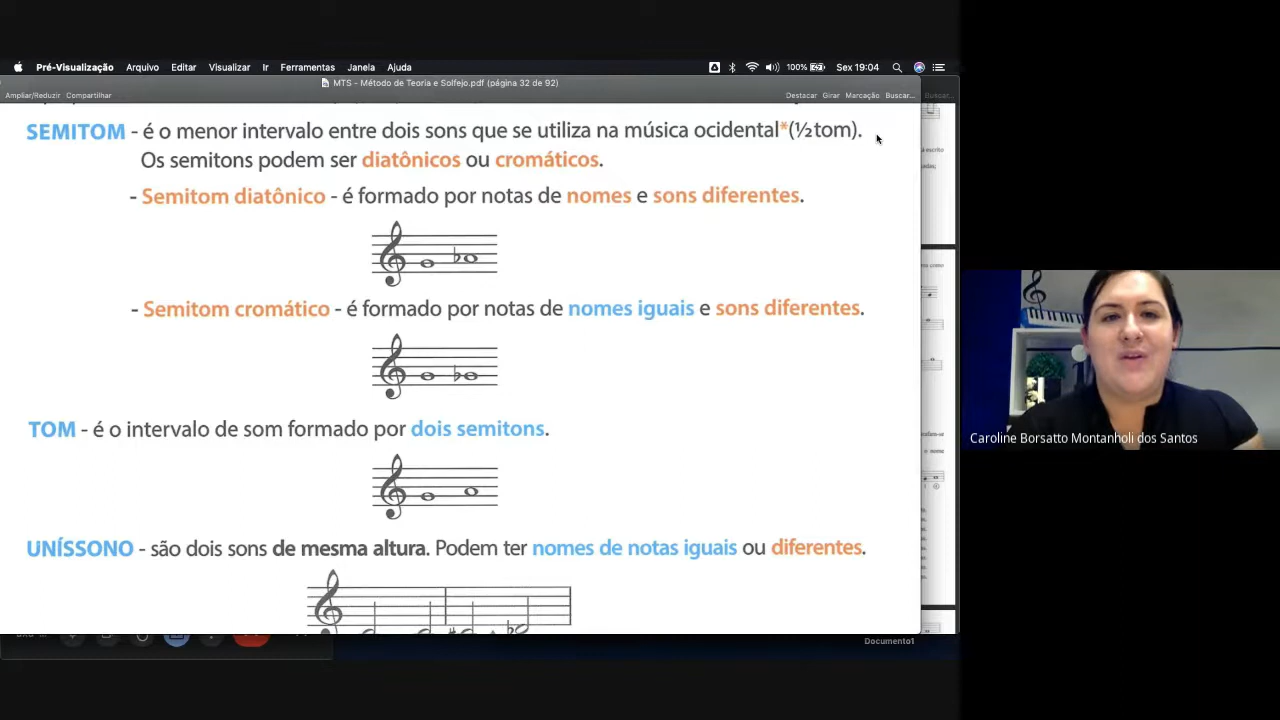 Pré-Visualização Arquivo Editar Visualizar Ir Ferramentas Janela Ajuda 100% Sex 19:04
MTS - Método de Teoria e Solfejo.pdf (página 32 de 92)
Ampliar/Reduzir Compartilhar Destacar Girar Marcação Buscar... Buscar...
SEMITOM - é o menor intervalo entre dois sons que se utiliza na música ocidental*(½tom).
Os semitons podem ser diatônicos ou cromáticos.
- Semitom diatônico - é formado por notas de nomes e sons diferentes.
- Semitom cromático - é formado por notas de nomes iguais e sons diferentes.
TOM - é o intervalo de som formado por dois semitons.
UNÍSSONO - são dois sons de mesma altura. Podem ter nomes de notas iguais ou diferentes.
Caroline Borsatto Montanholi dos Santos
Documento1